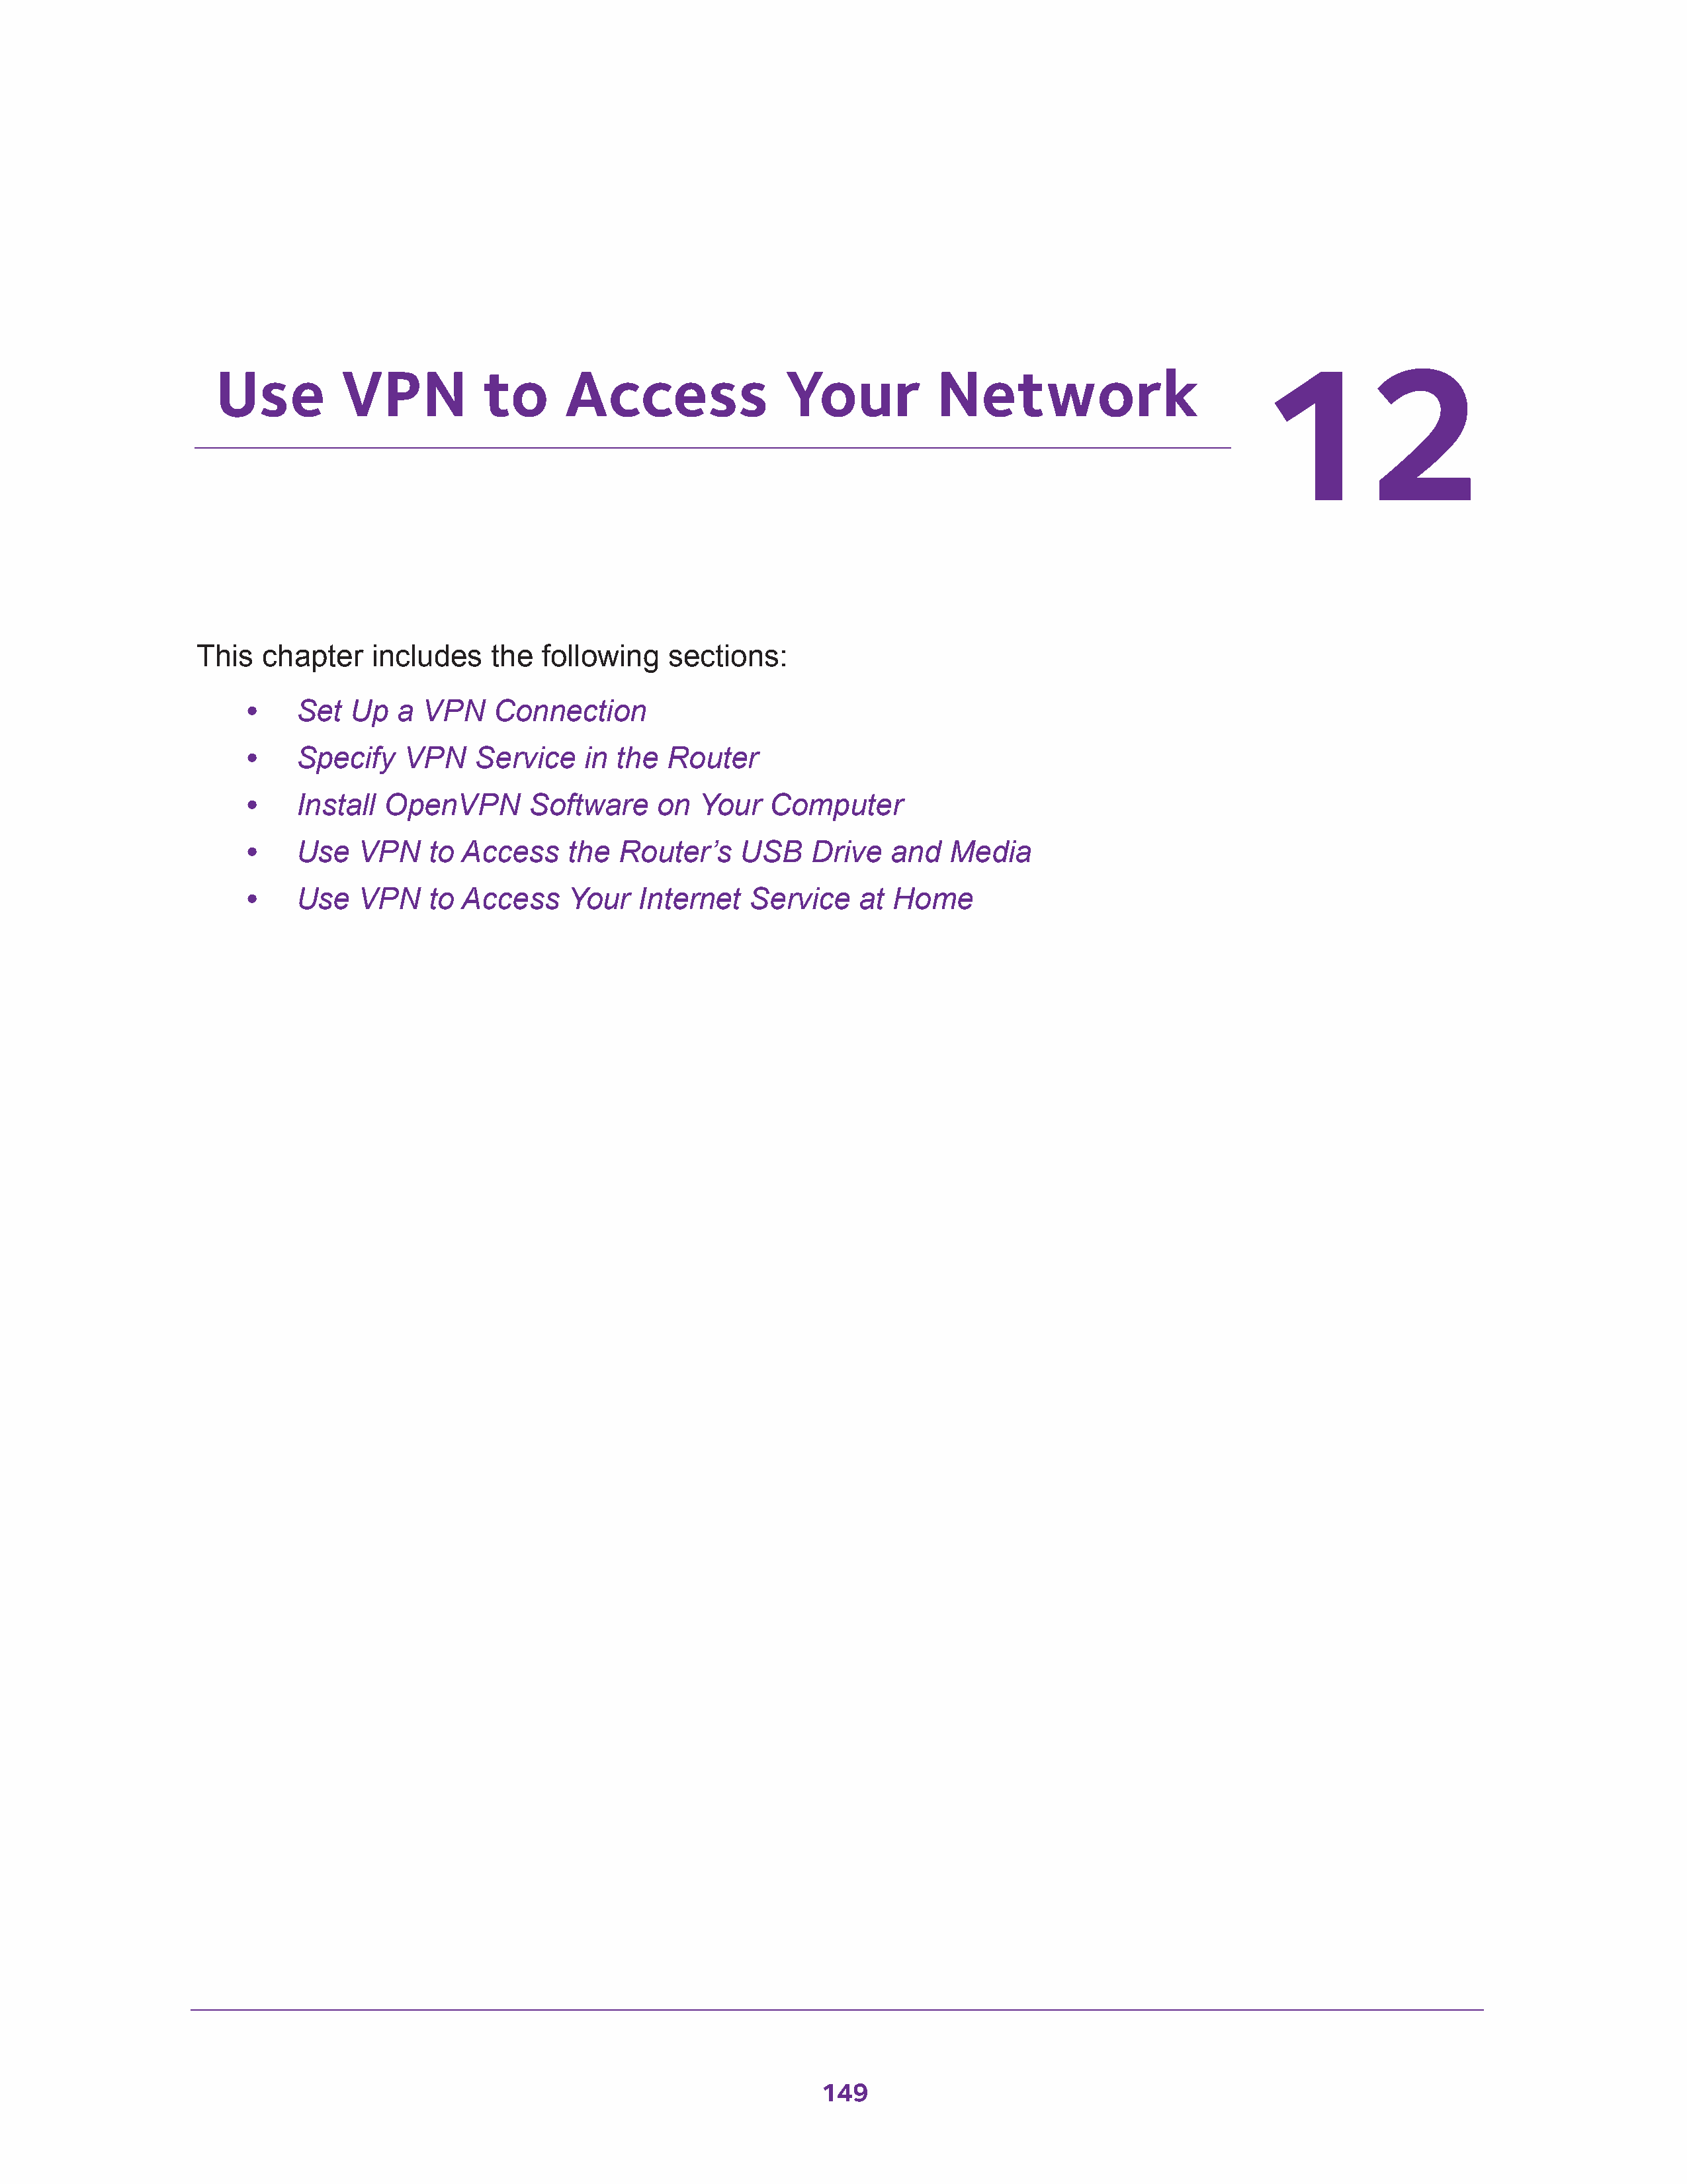 Use VPN to Access Your Network 12
This chapter includes the following sections:
• Set Up a VPN Connection
• Specify VPN Service in the Router
• Install OpenVPN Software on Your Computer
• Use VPN to Access the Router’s USB Drive and Media
• Use VPN to Access Your Internet Service at Home
149